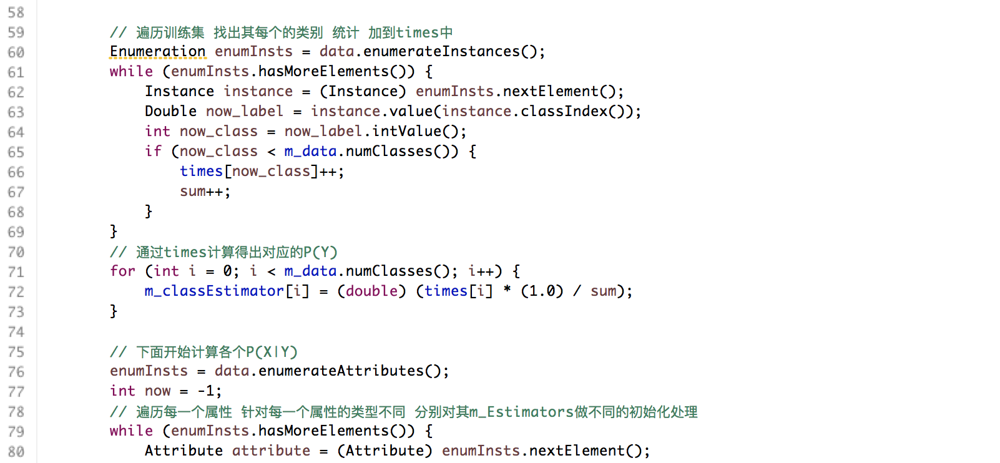 58
59 // 遍历训练集 找出其每个的类别 统计 加到times中
60 Enumeration enumInsts = data.enumerateInstances();
61 while (enumInsts.hasMoreElements()) {
62 Instance instance = (Instance) enumInsts.nextElement();
63 Double now_label = instance.value(instance.classIndex());
64 int now_class = now_label.intValue();
65 if (now_class < m_data.numClasses()) {
66 times[now_class]++;
67 sum++;
68 }
69 }
70 // 通过times计算得出对应的P(Y)
71 for (int i = 0; i < m_data.numClasses(); i++) {
72 m_classEstimator[i] = (double) (times[i] * (1.0) / sum);
73 }
74
75 // 下面开始计算各个P(X|Y)
76 enumInsts = data.enumerateAttributes();
77 int now = -1;
78 // 遍历每一个属性 针对每一个属性的类型不同 分别对其m_Estimators做不同的初始化处理
79 while (enumInsts.hasMoreElements()) {
80 Attribute attribute = (Attribute) enumInsts.nextElement();